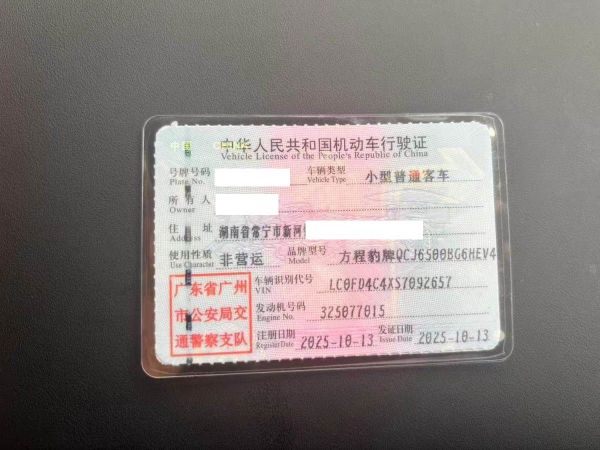 中华人民共和国机动车行驶证
Vehicle License of the People's Republic of China
号牌号码 车辆类型 小型普通客车
Plate No. Vehicle Type
所有人
Owner
住址 湖南省常宁市新河
Address
使用性质 非营运 品牌型号 方程豹牌QCJ6500BG6HEV4
Use Character Model
广东省广州 车辆识别代号 LC0FD4C4XS7092657
VIN
市公安局交 发动机号码 325077015
Engine No.
通警察支队 注册日期 2025-10-13 发证日期 2025-10-13
Register Date Issue Date